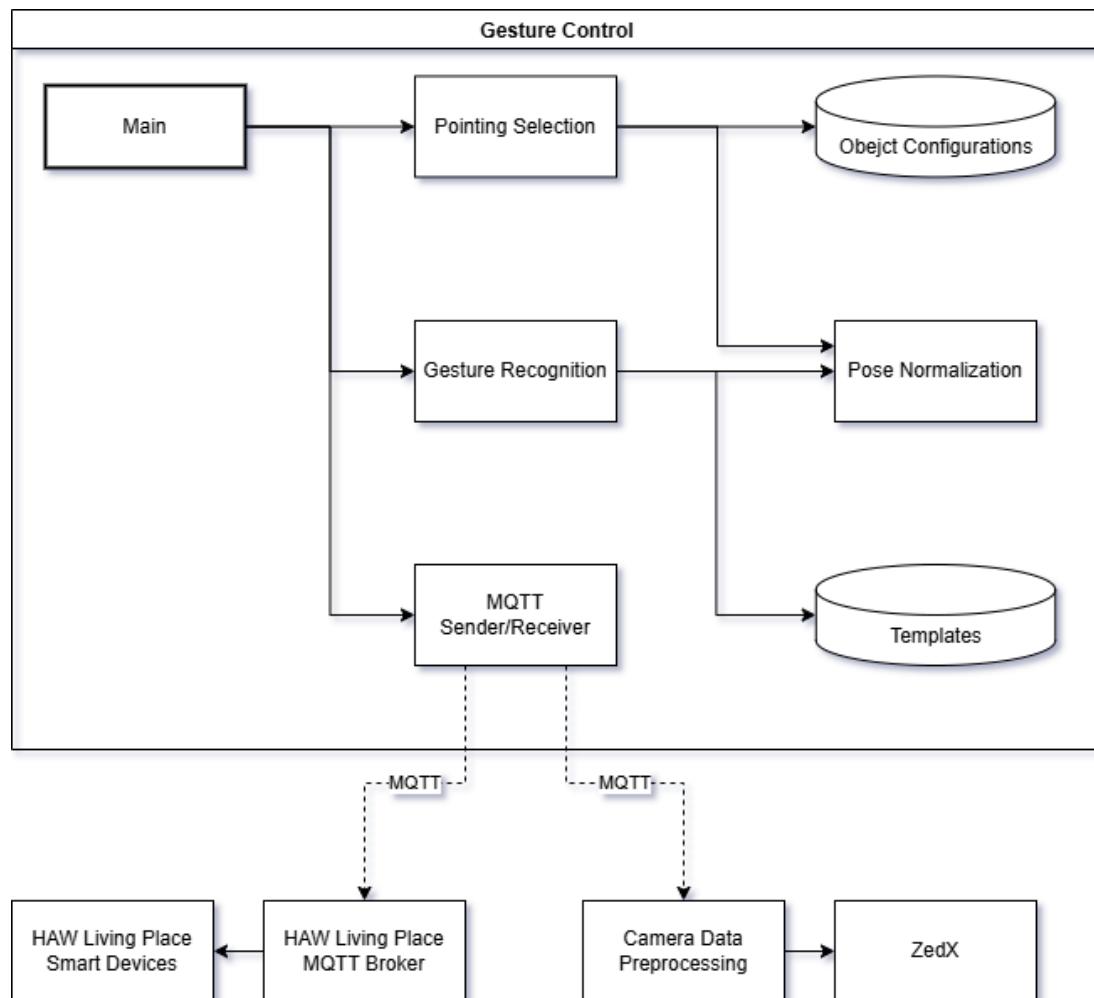 Gesture Control
Main
Pointing Selection
Obejct Configurations
Gesture Recognition
Pose Normalization
MQTT
Sender/Receiver
Templates
MQTT
MQTT
HAW Living Place
Smart Devices
HAW Living Place
MQTT Broker
Camera Data
Preprocessing
ZedX